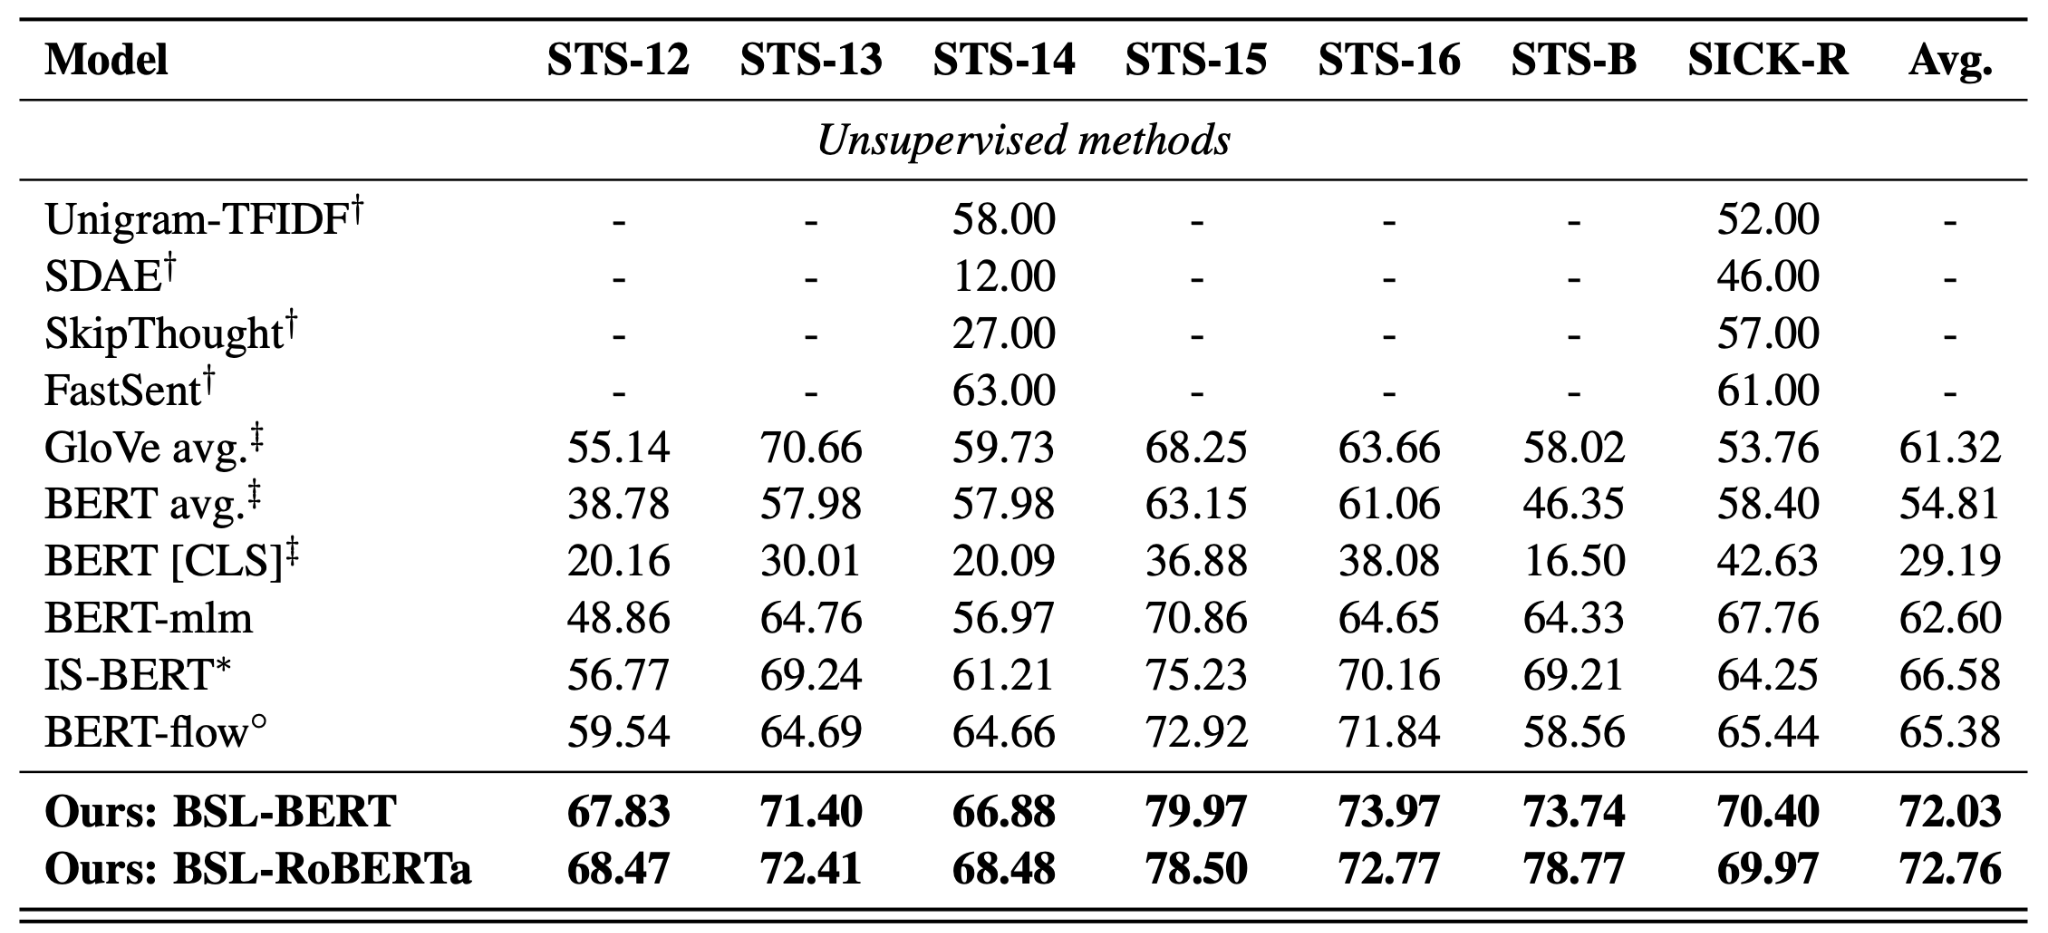 Model STS-12 STS-13 STS-14 STS-15 STS-16 STS-B SICK-R Avg.
Unsupervised methods
Unigram-TFIDF† - - 58.00 - - - 52.00 -
SDAE† - - 12.00 - - - 46.00 -
SkipThought† - - 27.00 - - - 57.00 -
FastSent† - - 63.00 - - - 61.00 -
GloVe avg.‡ 55.14 70.66 59.73 68.25 63.66 58.02 53.76 61.32
BERT avg.‡ 38.78 57.98 57.98 63.15 61.06 46.35 58.40 54.81
BERT [CLS]‡ 20.16 30.01 20.09 36.88 38.08 16.50 42.63 29.19
BERT-mlm 48.86 64.76 56.97 70.86 64.65 64.33 67.76 62.60
IS-BERT* 56.77 69.24 61.21 75.23 70.16 69.21 64.25 66.58
BERT-flow° 59.54 64.69 64.66 72.92 71.84 58.56 65.44 65.38
Ours: BSL-BERT 67.83 71.40 66.88 79.97 73.97 73.74 70.40 72.03
Ours: BSL-RoBERTa 68.47 72.41 68.48 78.50 72.77 78.77 69.97 72.76